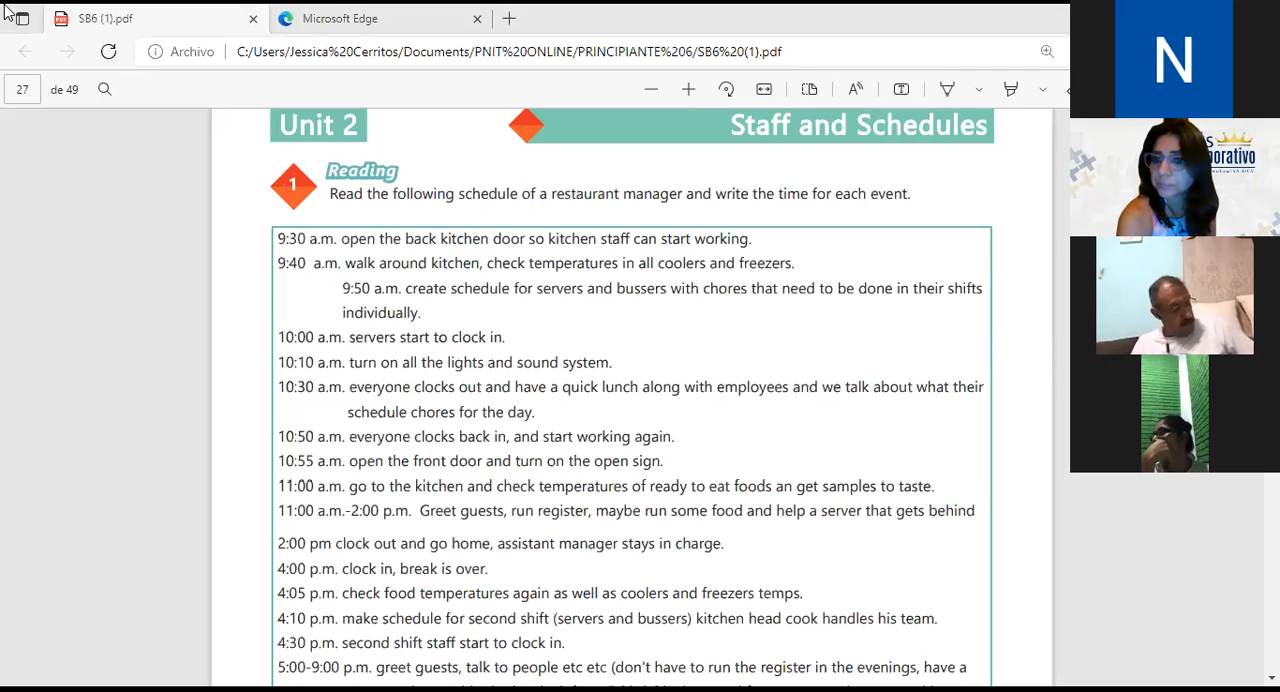 SB6 (1).pdf
Microsoft Edge
Archivo
C:/Users/Jessica%20Cerritos/Documents/PNIT%20ONLINE/PRINCIPIANTE%206/SB6%20(1).pdf
27 de 49
Unit 2
Staff and Schedules
Reading
1
Read the following schedule of a restaurant manager and write the time for each event.
9:30 a.m. open the back kitchen door so kitchen staff can start working.
9:40 a.m. walk around kitchen, check temperatures in all coolers and freezers.
9:50 a.m. create schedule for servers and bussers with chores that need to be done in their shifts
individually.
10:00 a.m. servers start to clock in.
10:10 a.m. turn on all the lights and sound system.
10:30 a.m. everyone clocks out and have a quick lunch along with employees and we talk about what their
schedule chores for the day.
10:50 a.m. everyone clocks back in, and start working again.
10:55 a.m. open the front door and turn on the open sign.
11:00 a.m. go to the kitchen and check temperatures of ready to eat foods an get samples to taste.
11:00 a.m.-2:00 p.m. Greet guests, run register, maybe run some food and help a server that gets behind
2:00 pm clock out and go home, assistant manager stays in charge.
4:00 p.m. clock in, break is over.
4:05 p.m. check food temperatures again as well as coolers and freezers temps.
4:10 p.m. make schedule for second shift (servers and bussers) kitchen head cook handles his team.
4:30 p.m. second shift staff start to clock in.
5:00-9:00 p.m. greet guests, talk to people etc etc (don't have to run the register in the evenings, have a
N